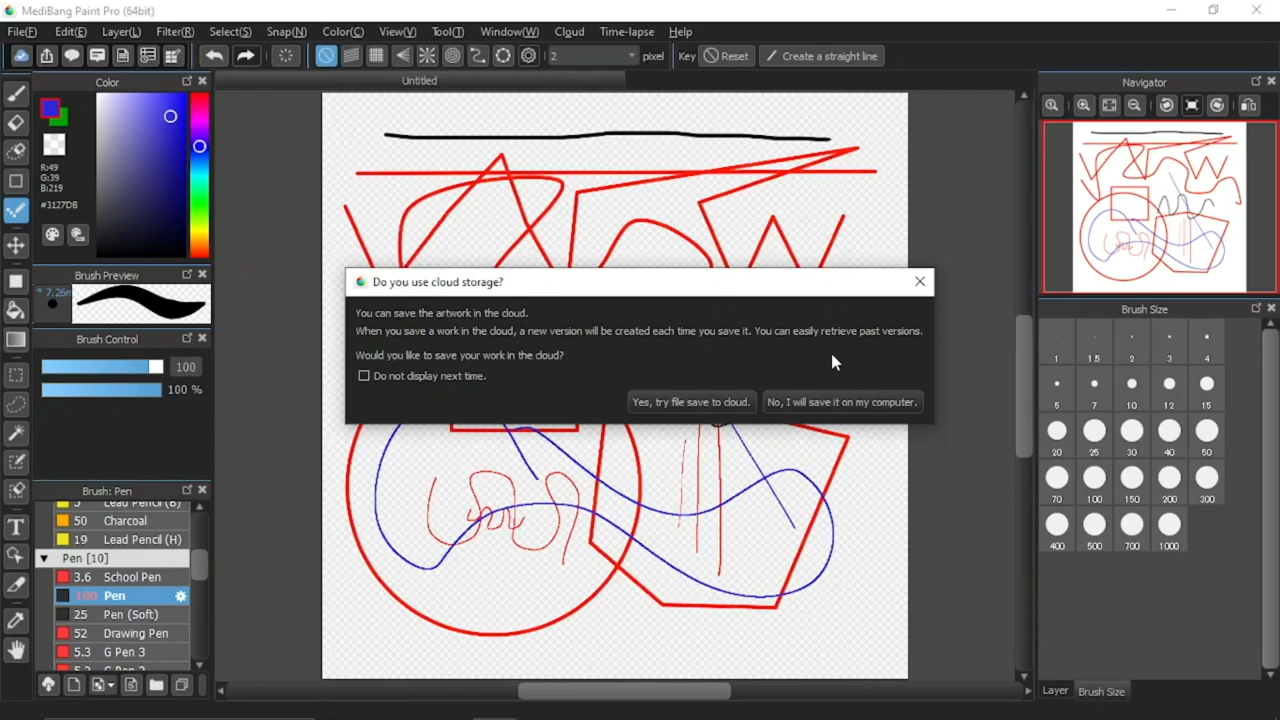 MediBang Paint Pro (64bit)
File(F) Edit(E) Layer(L) Filter(R) Select(S) Snap(N) Color(C) View(V) Tool(T) Window(W) Cloud Time-lapse Help
2 pixel Key Reset Create a straight line
Color
Untitled
Navigator
R:49
G:39
B:219
#3127DB
Brush Preview
* 7.26m
Do you use cloud storage?
You can save the artwork in the cloud.
When you save a work in the cloud, a new version will be created each time you save it. You can easily retrieve past versions.
Would you like to save your work in the cloud?
Do not display next time.
Yes, try file save to cloud. No, I will save it on my computer.
Brush Control
100
100 %
Brush Size
1 1.5 2 3 4
5 7 10 12 15
20 25 30 40 50
70 100 150 200 300
400 500 700 1000
Brush: Pen
5 Lead Pencil (B)
50 Charcoal
19 Lead Pencil (H)
Pen [10]
3.6 School Pen
100 Pen
25 Pen (Soft)
52 Drawing Pen
5.3 G Pen 3
Layer Brush Size